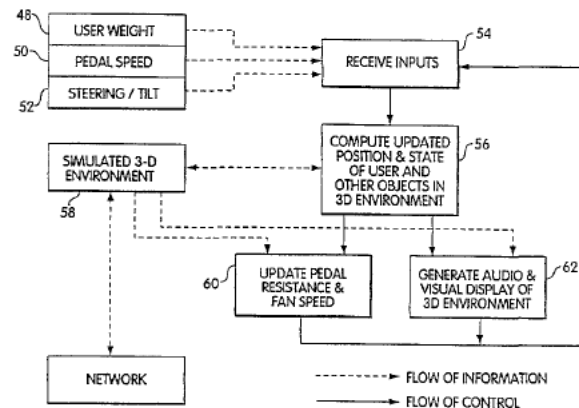 48
USER WEIGHT
50
PEDAL SPEED
52
STEERING / TILT
54
RECEIVE INPUTS
COMPUTE UPDATED
POSITION & STATE
OF USER AND
OTHER OBJECTS IN
3D ENVIRONMENT
56
SIMULATED 3-D
ENVIRONMENT
58
60
UPDATE PEDAL
RESISTANCE &
FAN SPEED
GENERATE AUDIO &
VISUAL DISPLAY OF
3D ENVIRONMENT
62
NETWORK
FLOW OF INFORMATION
FLOW OF CONTROL